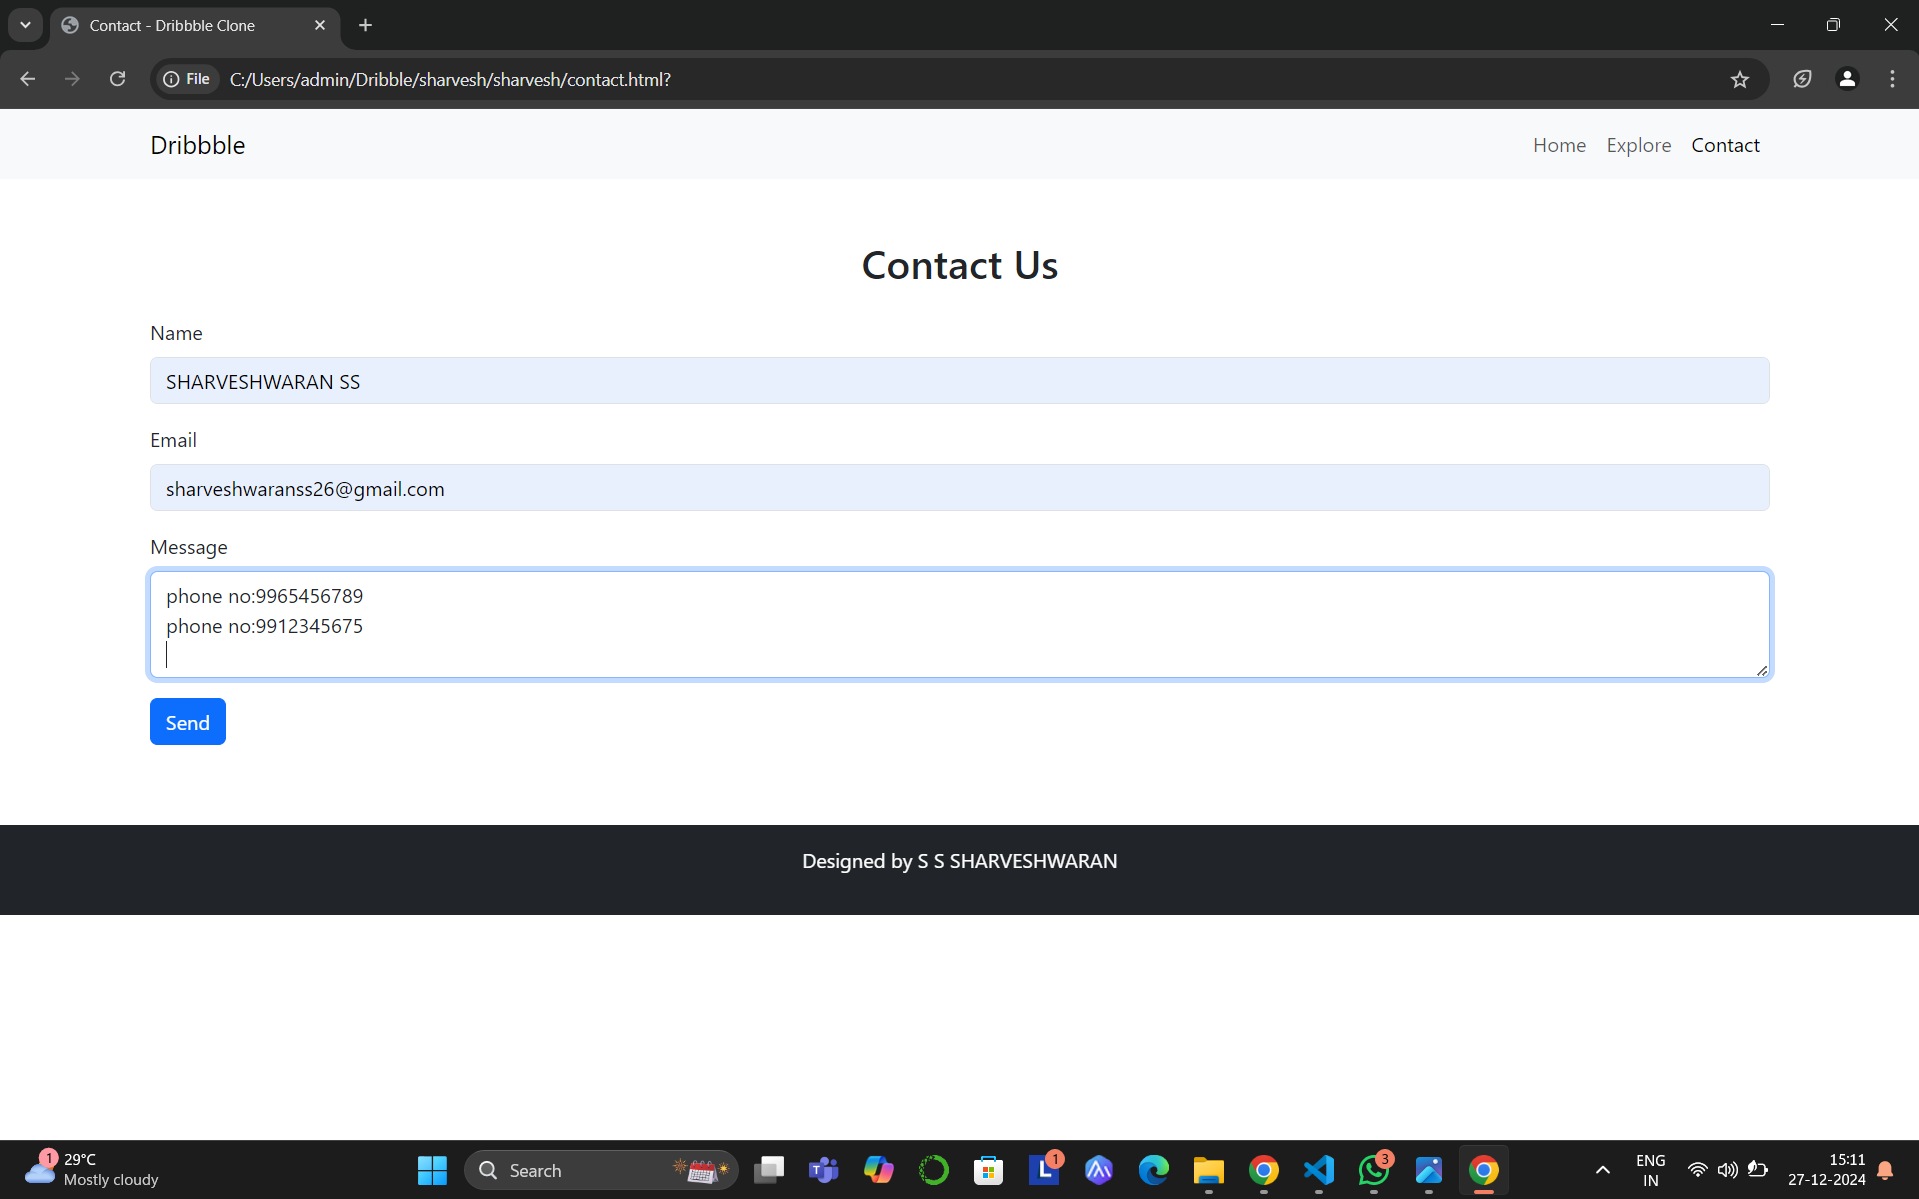 Contact - Dribbble Clone
File C:/Users/admin/Dribble/sharvesh/sharvesh/contact.html?
Dribbble Home Explore Contact
Contact Us
Name
SHARVESHWARAN SS
Email
sharveshwaranss26@gmail.com
Message
phone no:9965456789
phone no:9912345675
Send
Designed by S S SHARVESHWARAN
1 29°C
Mostly cloudy
Search
L 1
3
ENG
IN
15:11
27-12-2024